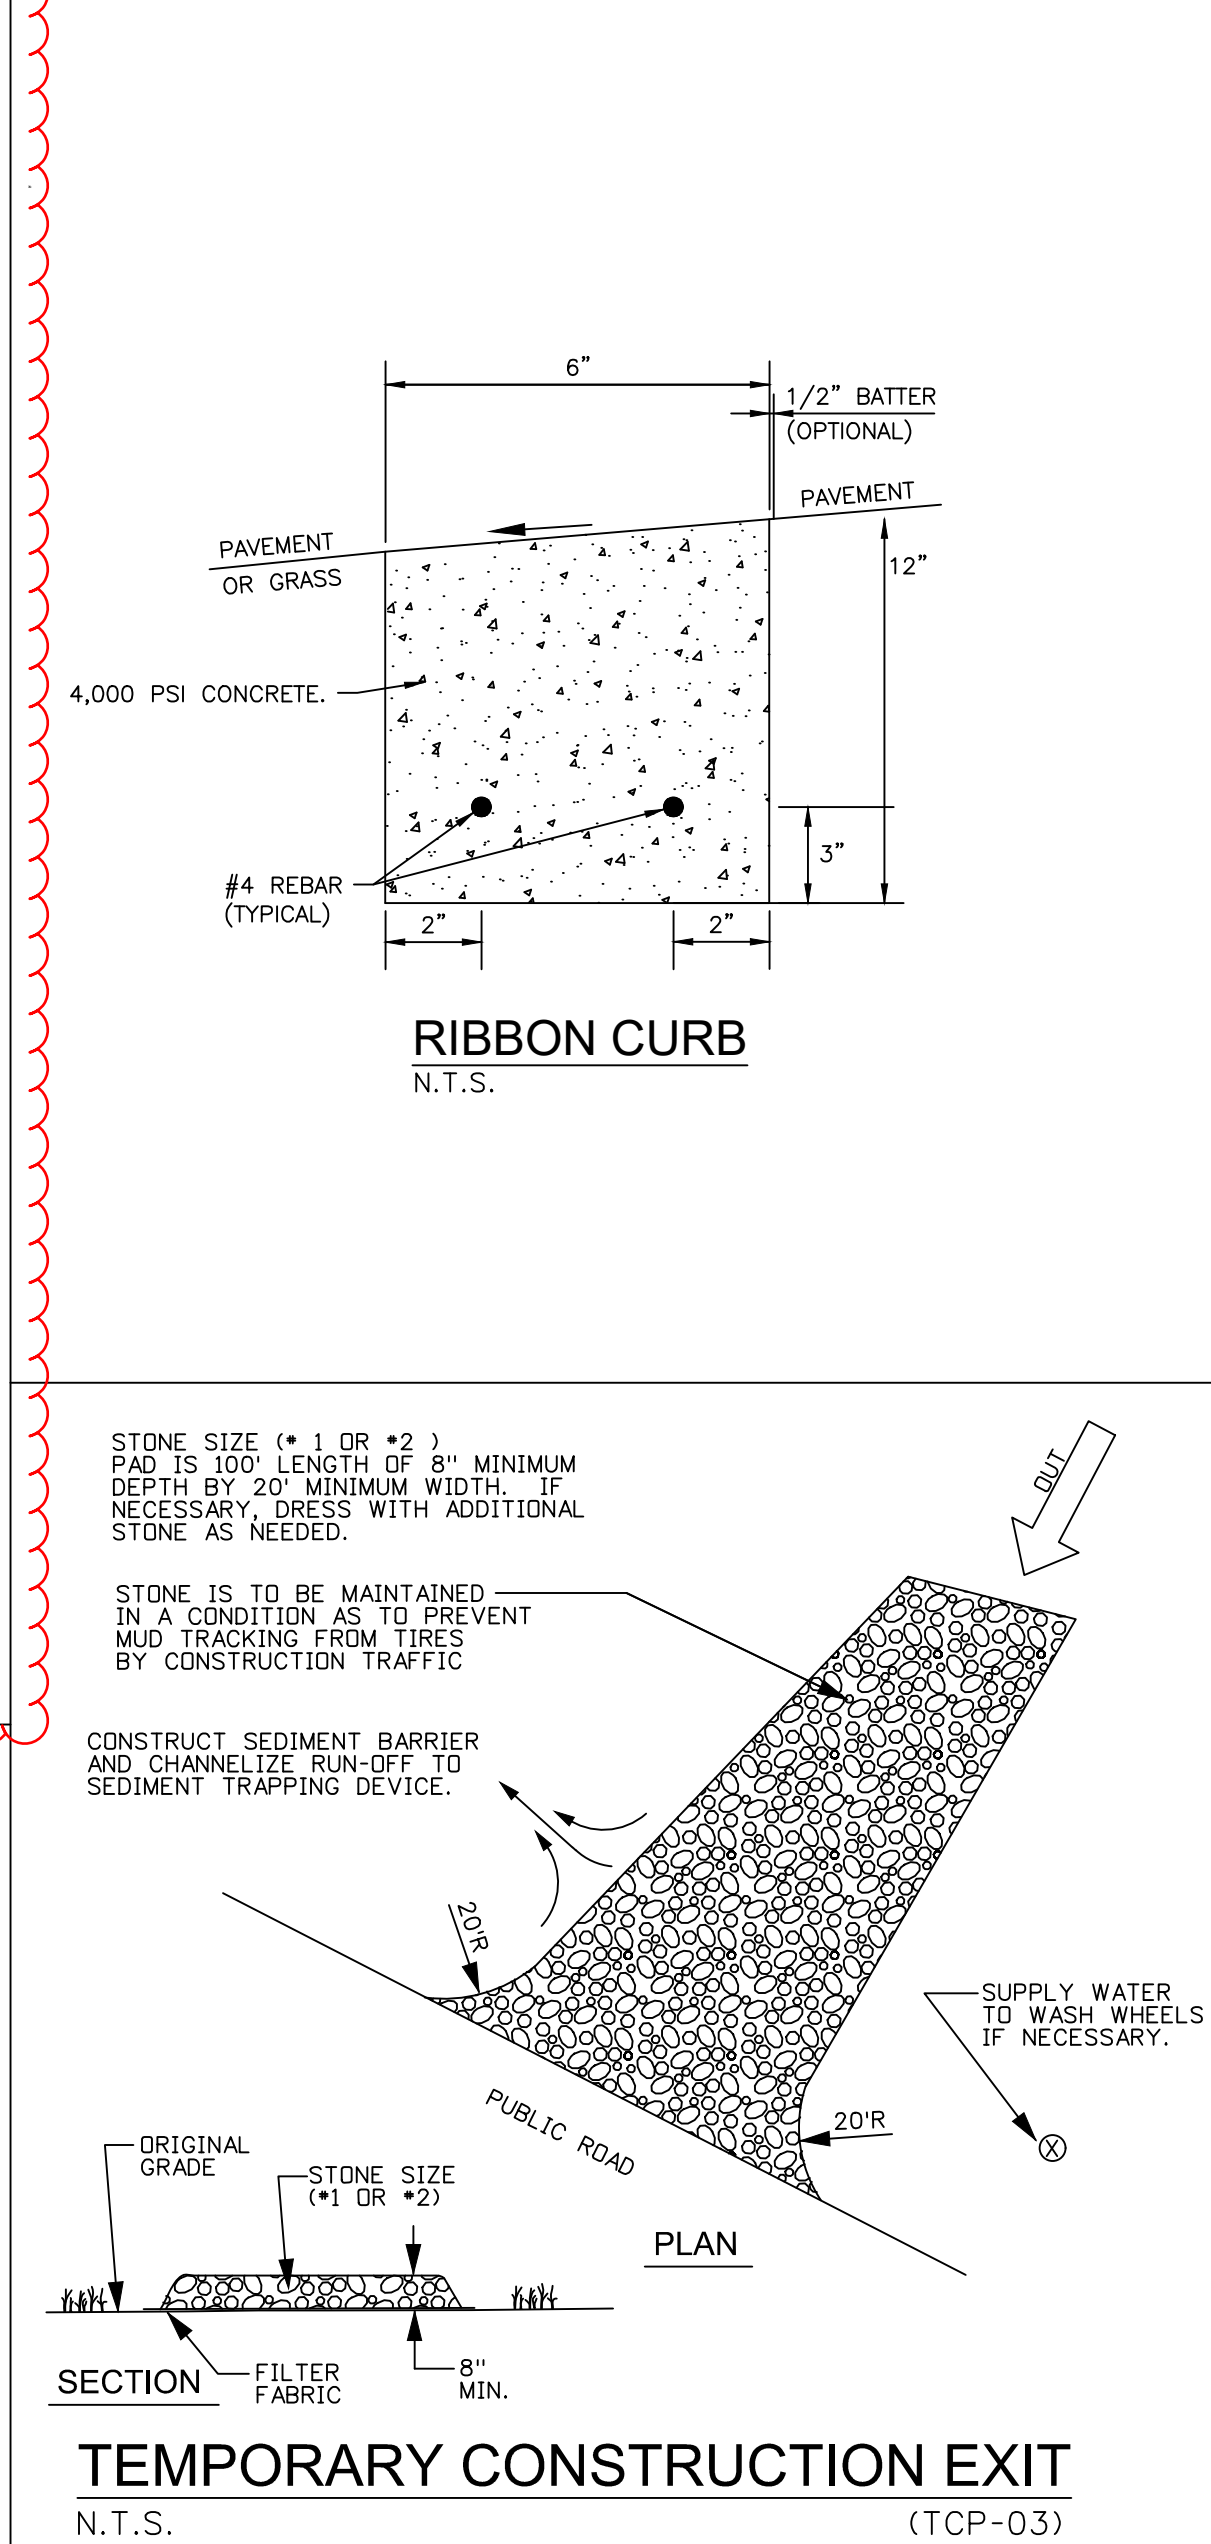 6”
1/2” BATTER
(OPTIONAL)
PAVEMENT
PAVEMENT
OR GRASS
12”
4,000 PSI CONCRETE.
3”
#4 REBAR
(TYPICAL)
2”
2”
RIBBON CURB
N.T.S.
STONE SIZE (# 1 OR #2 )
PAD IS 100' LENGTH OF 8" MINIMUM
DEPTH BY 20' MINIMUM WIDTH. IF
NECESSARY, DRESS WITH ADDITIONAL
STONE AS NEEDED.
OUT
STONE IS TO BE MAINTAINED
IN A CONDITION AS TO PREVENT
MUD TRACKING FROM TIRES
BY CONSTRUCTION TRAFFIC
CONSTRUCT SEDIMENT BARRIER
AND CHANNELIZE RUN-OFF TO
SEDIMENT TRAPPING DEVICE.
20'R
SUPPLY WATER
TO WASH WHEELS
IF NECESSARY.
PUBLIC ROAD
20'R
X
ORIGINAL
GRADE
STONE SIZE
(#1 OR #2)
PLAN
SECTION
FILTER
FABRIC
8"
MIN.
TEMPORARY CONSTRUCTION EXIT
N.T.S.
(TCP-03)